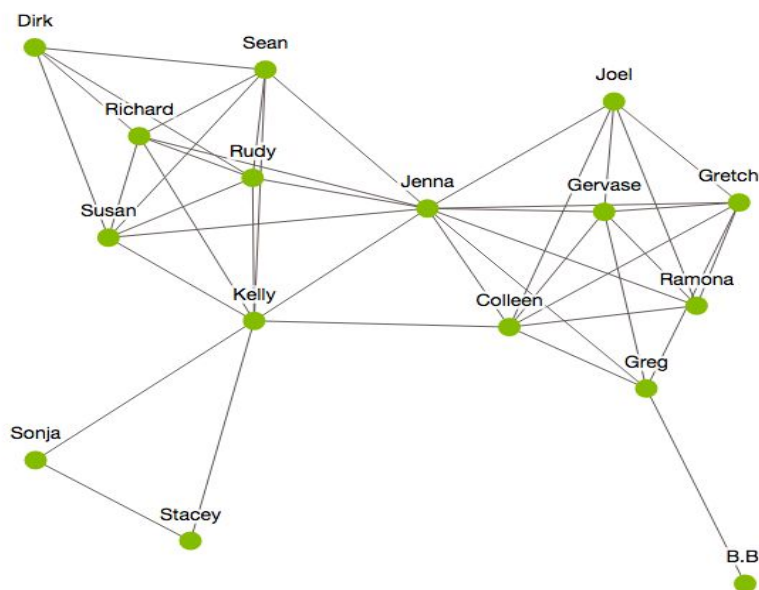 Dirk
Sean
Joel
Richard
Rudy
Jenna
Gervase
Gretch
Susan
Kelly
Colleen
Ramona
Greg
Sonja
Stacey
B.B